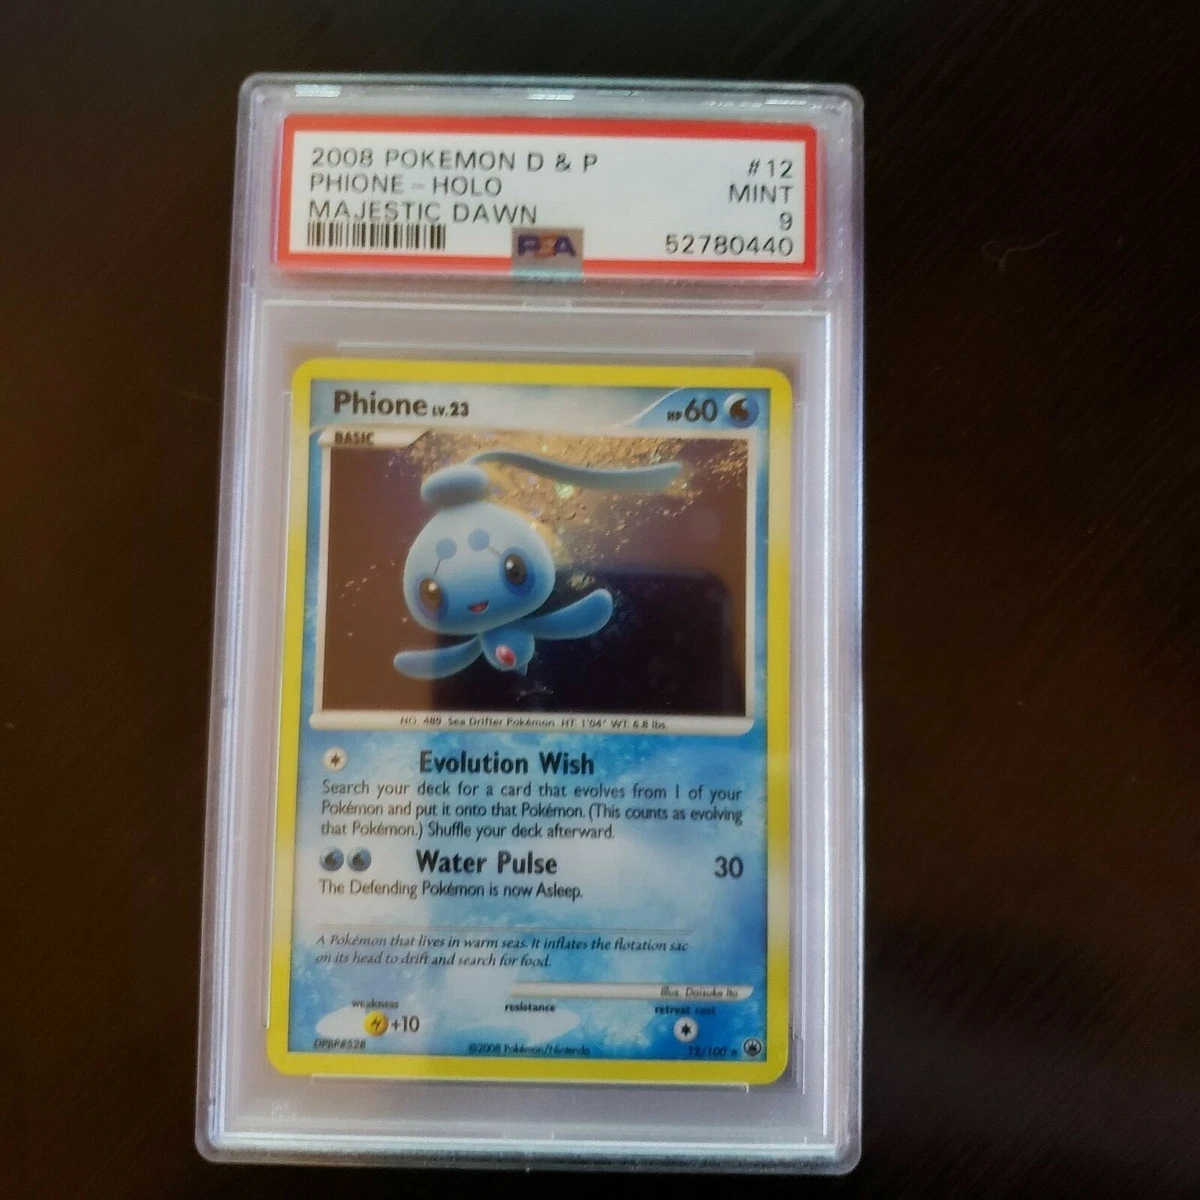 2008 POKEMON D & P #12
PHIONE - HOLO MINT
MAJESTIC DAWN 9
PSA 52780440
Phione LV.23 HP 60
BASIC
NO. 489 Sea Drifter Pokémon HT 1'04" WT 6.8 lbs.
Evolution Wish
Search your deck for a card that evolves from 1 of your
Pokémon and put it onto that Pokémon. (This counts as evolving
that Pokémon.) Shuffle your deck afterward.
Water Pulse 30
The Defending Pokémon is now Asleep.
A Pokémon that lives in warm seas. It inflates the flotation sac
on its head to drift and search for food.
Illus. Daisuke Ito
weakness resistance retreat cost
+10
DPBP#528 ©2008 Pokémon/Nintendo 12/100